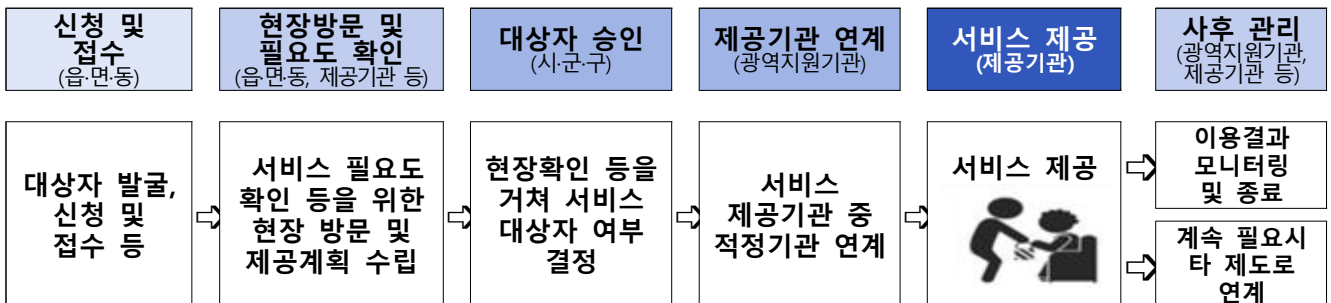 신청 및
접수
(읍·면·동)
현장방문 및
필요도 확인
(읍·면·동, 제공기관 등)
대상자 승인
(시·군·구)
제공기관 연계
(광역지원기관)
서비스 제공
(제공기관)
사후 관리
(광역지원기관,
제공기관 등)
대상자 발굴,
신청 및
접수 등
서비스 필요도
확인 등을 위한
현장 방문 및
제공계획 수립
현장확인 등을
거쳐 서비스
대상자 여부
결정
서비스
제공기관 중
적정기관 연계
서비스 제공
이용결과
모니터링
및 종료
계속 필요시
타 제도로
연계